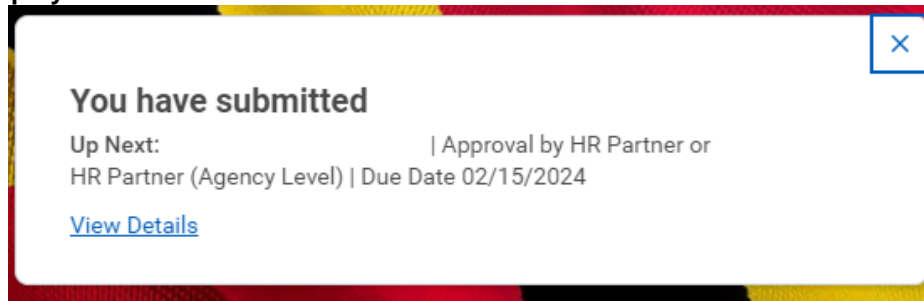 You have submitted
Up Next: | Approval by HR Partner or
HR Partner (Agency Level) | Due Date 02/15/2024
View Details